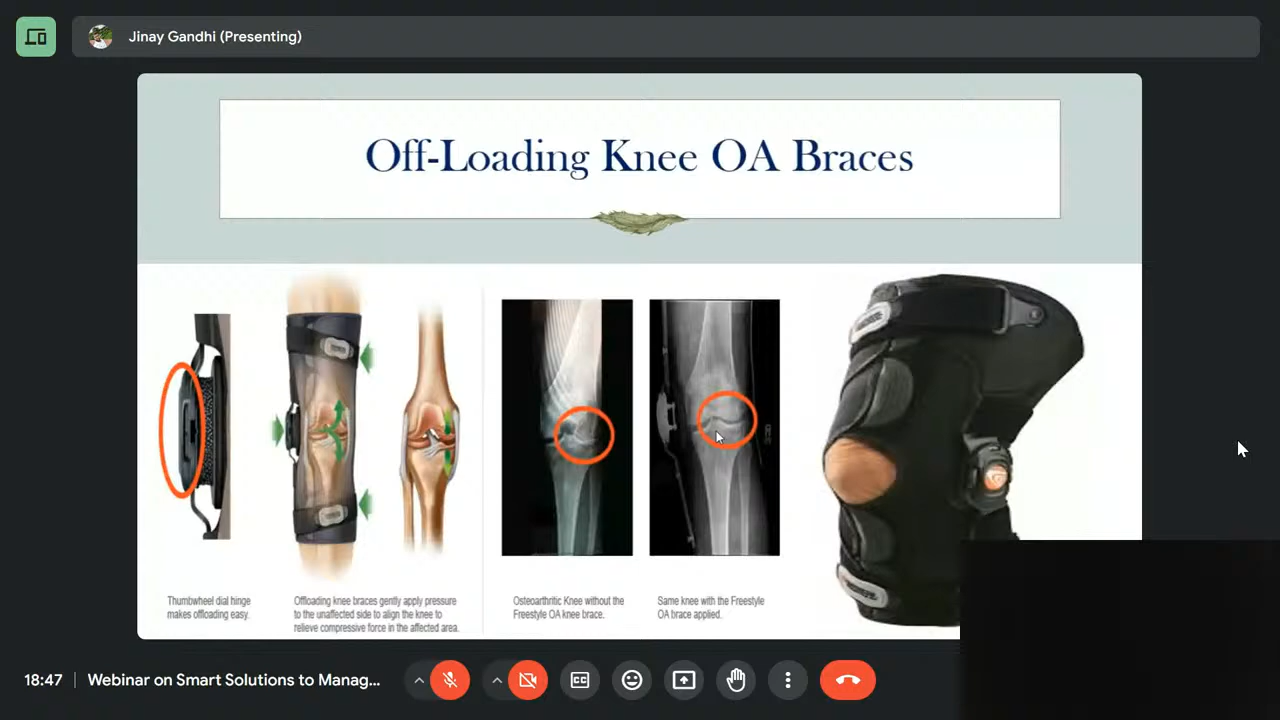 Jinay Gandhi (Presenting)
Off-Loading Knee OA Braces
Thumbwheel dial hinge
makes offloading easy.
Offloading knee braces gently apply pressure
to the unaffected side to align the knee to
relieve compressive force in the affected area.
Osteoarthritic Knee without the
Freestyle OA knee brace.
Same knee with the Freestyle
OA brace applied.
18:47
Webinar on Smart Solutions to Manag...